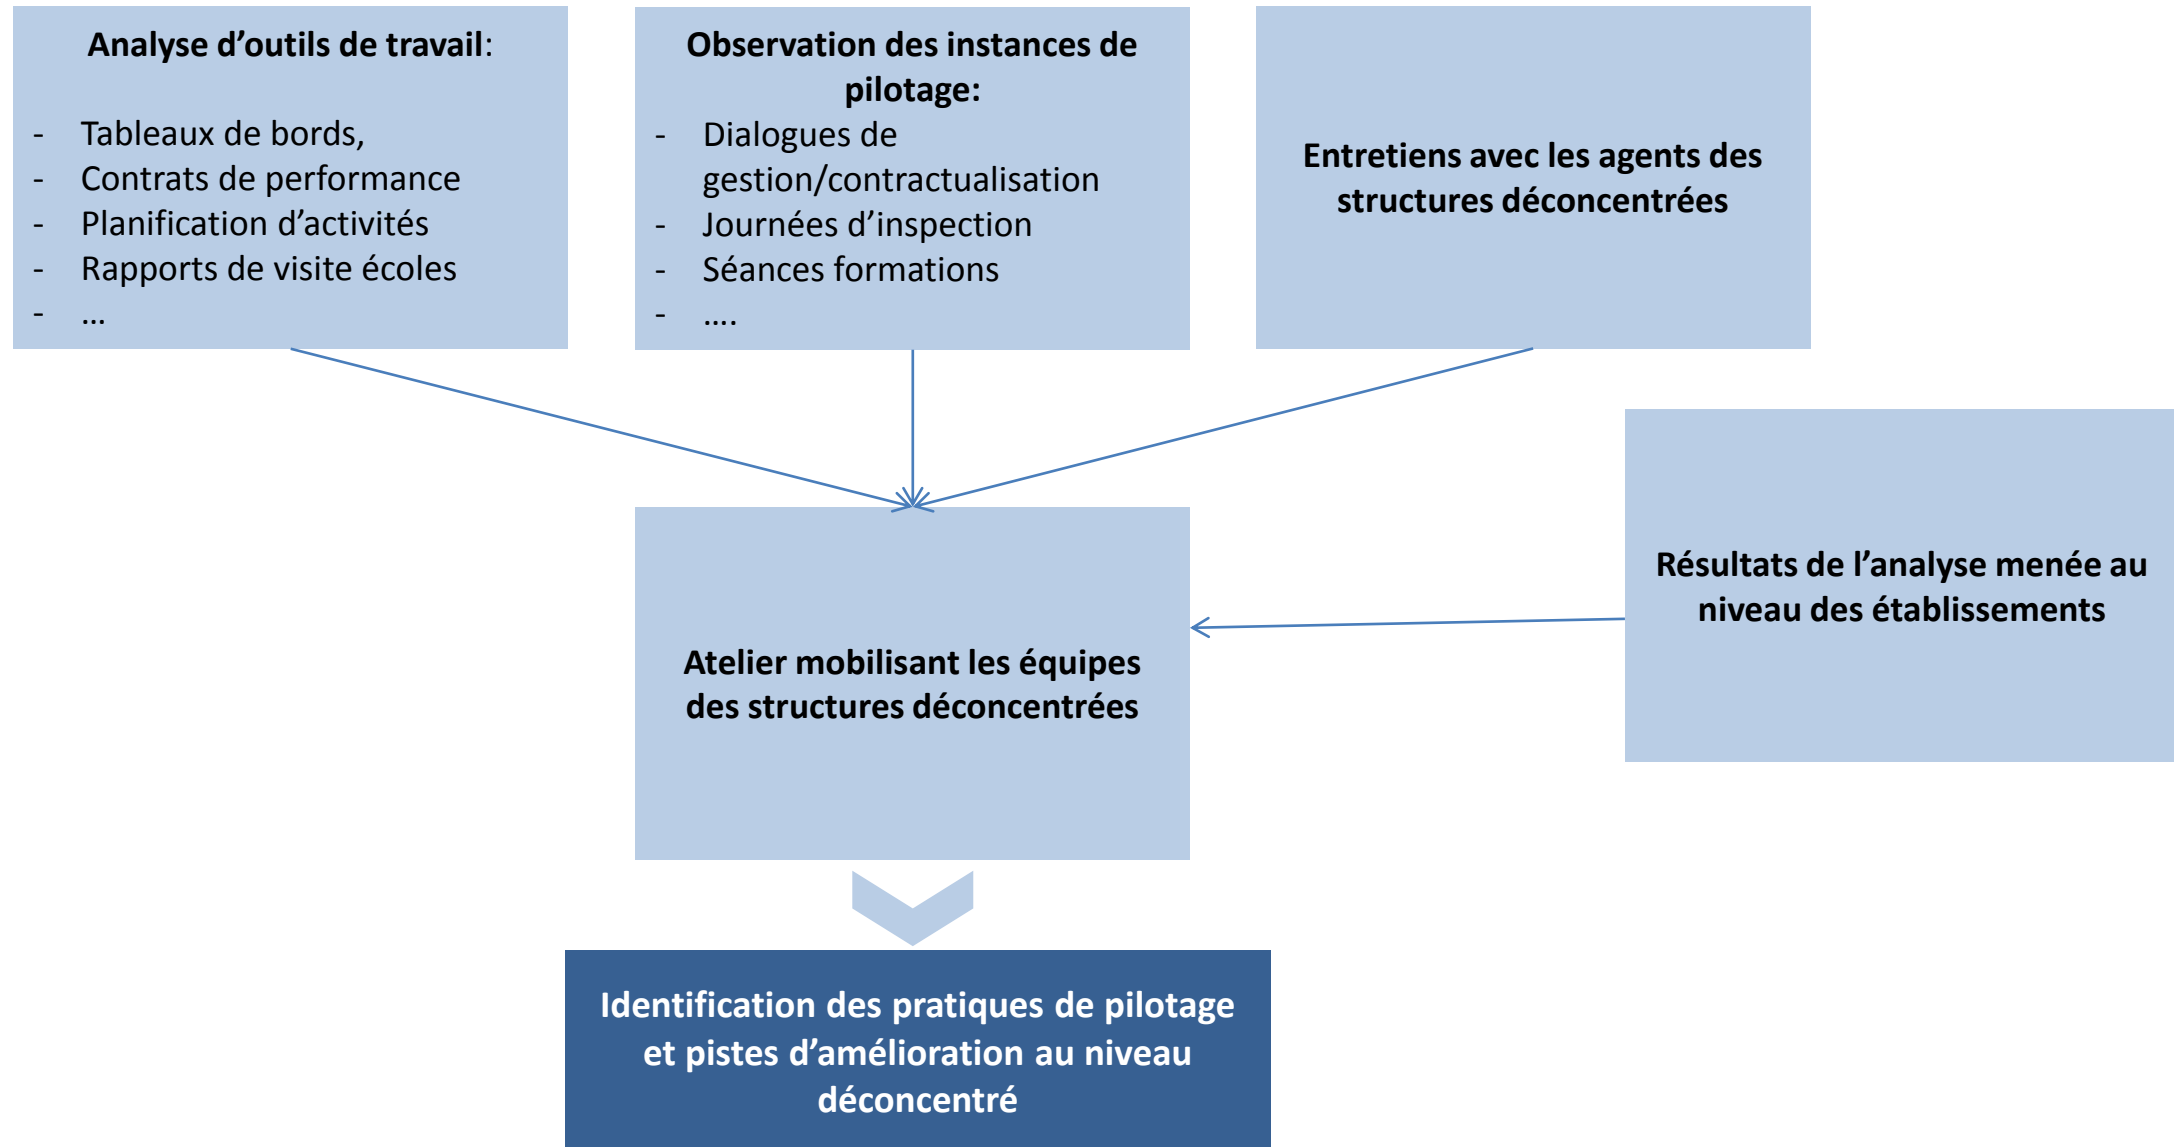 Analyse d’outils de travail:
- Tableaux de bords,
- Contrats de performance
- Planification d’activités
- Rapports de visite écoles
- …
Observation des instances de
pilotage:
- Dialogues de
gestion/contractualisation
- Journées d’inspection
- Séances formations
- ….
Entretiens avec les agents des
structures déconcentrées
Résultats de l’analyse menée au
niveau des établissements
Atelier mobilisant les équipes
des structures déconcentrées
Identification des pratiques de pilotage
et pistes d’amélioration au niveau
déconcentré